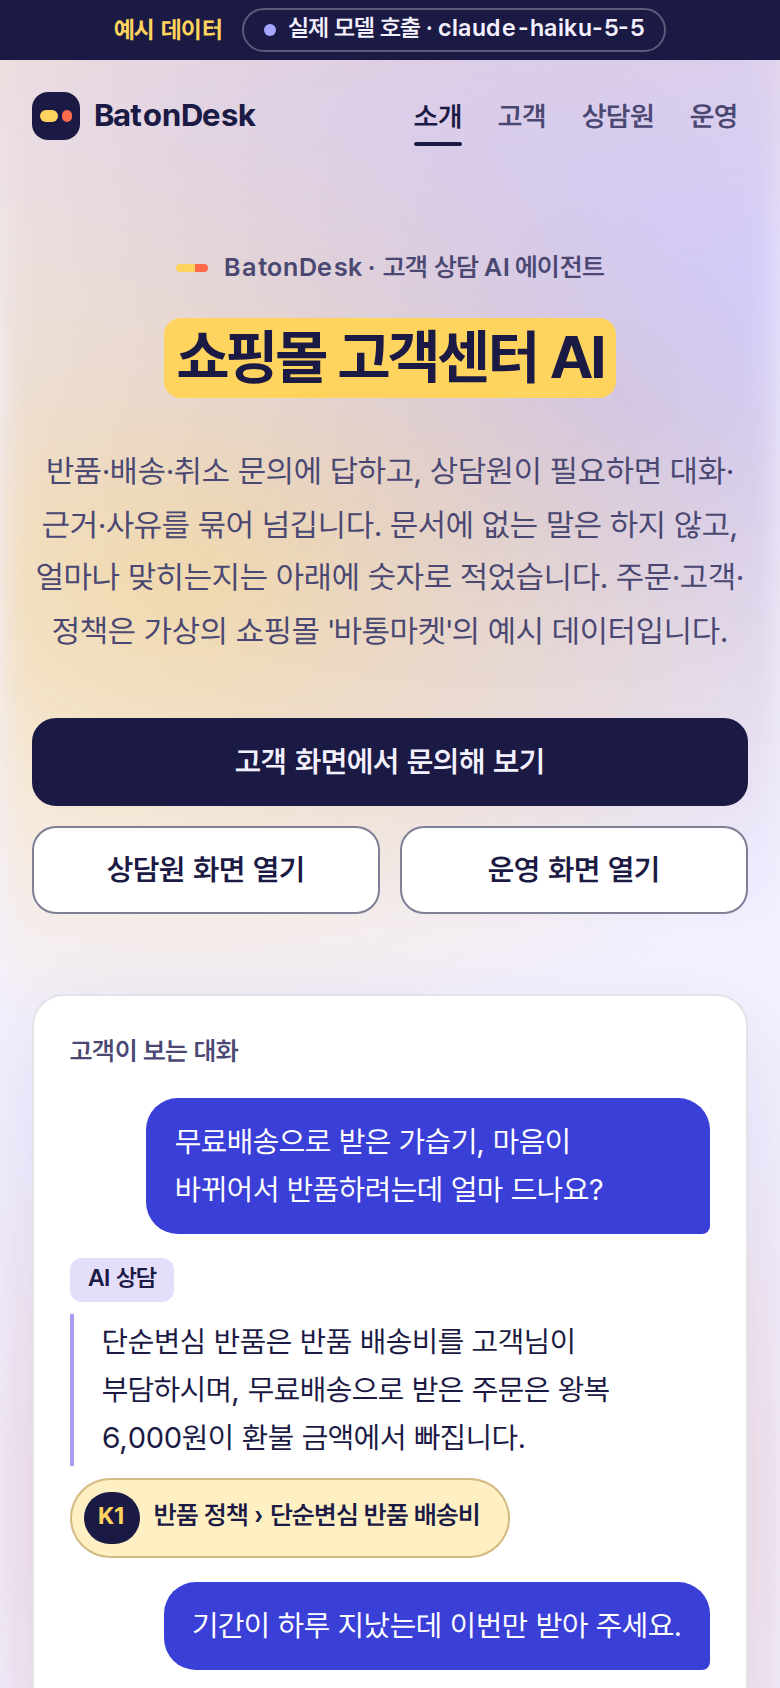 예시 데이터
실제 모델 호출 · claude-haiku-5-5
BatonDesk
소개 고객 상담원 운영
BatonDesk · 고객 상담 AI 에이전트
쇼핑몰 고객센터 AI
반품·배송·취소 문의에 답하고, 상담원이 필요하면 대화·
근거·사유를 묶어 넘깁니다. 문서에 없는 말은 하지 않고,
얼마나 맞히는지는 아래에 숫자로 적었습니다. 주문·고객·
정책은 가상의 쇼핑몰 '바통마켓'의 예시 데이터입니다.
고객 화면에서 문의해 보기
상담원 화면 열기
운영 화면 열기
고객이 보는 대화
무료배송으로 받은 가습기, 마음이
바뀌어서 반품하려는데 얼마 드나요?
AI 상담
단순변심 반품은 반품 배송비를 고객님이
부담하시며, 무료배송으로 받은 주문은 왕복
6,000원이 환불 금액에서 빠집니다.
K1 반품 정책 › 단순변심 반품 배송비
기간이 하루 지났는데 이번만 받아 주세요.